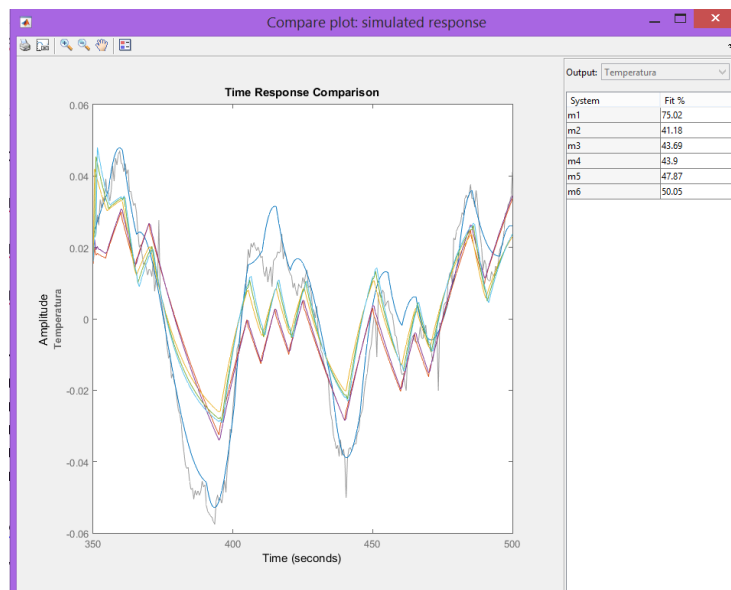 Compare plot: simulated response
Output: Temperatura
System Fit %
m1 75.02
m2 41.18
m3 43.69
m4 43.9
m5 47.87
m6 50.05
Time Response Comparison
Amplitude
Temperatura
0.06
0.04
0.02
0
-0.02
-0.04
-0.06
350 400 450 500
Time (seconds)